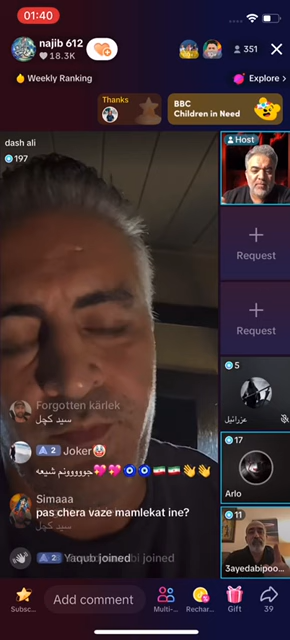 01:40
najib 612
18.3K
351
Weekly Ranking
Explore >
Thanks
BBC
Children in Need
dash ali
197
Host
Request
Request
5
عزرائیل
17
Arlo
11
3ayedabipoo...
Forgotten kärlek
سید کچل
A 2 Joker🤡
جوووووونم شیعه💖💖🧿🧿🇮🇷🇮🇷👋👋
Simaaa
pas chera vaze mamlekat ine?
سید کچل
A 2 Yaqub joined
joined
Subsc...
Add comment
Multi-...
Rechar...
Gift
39